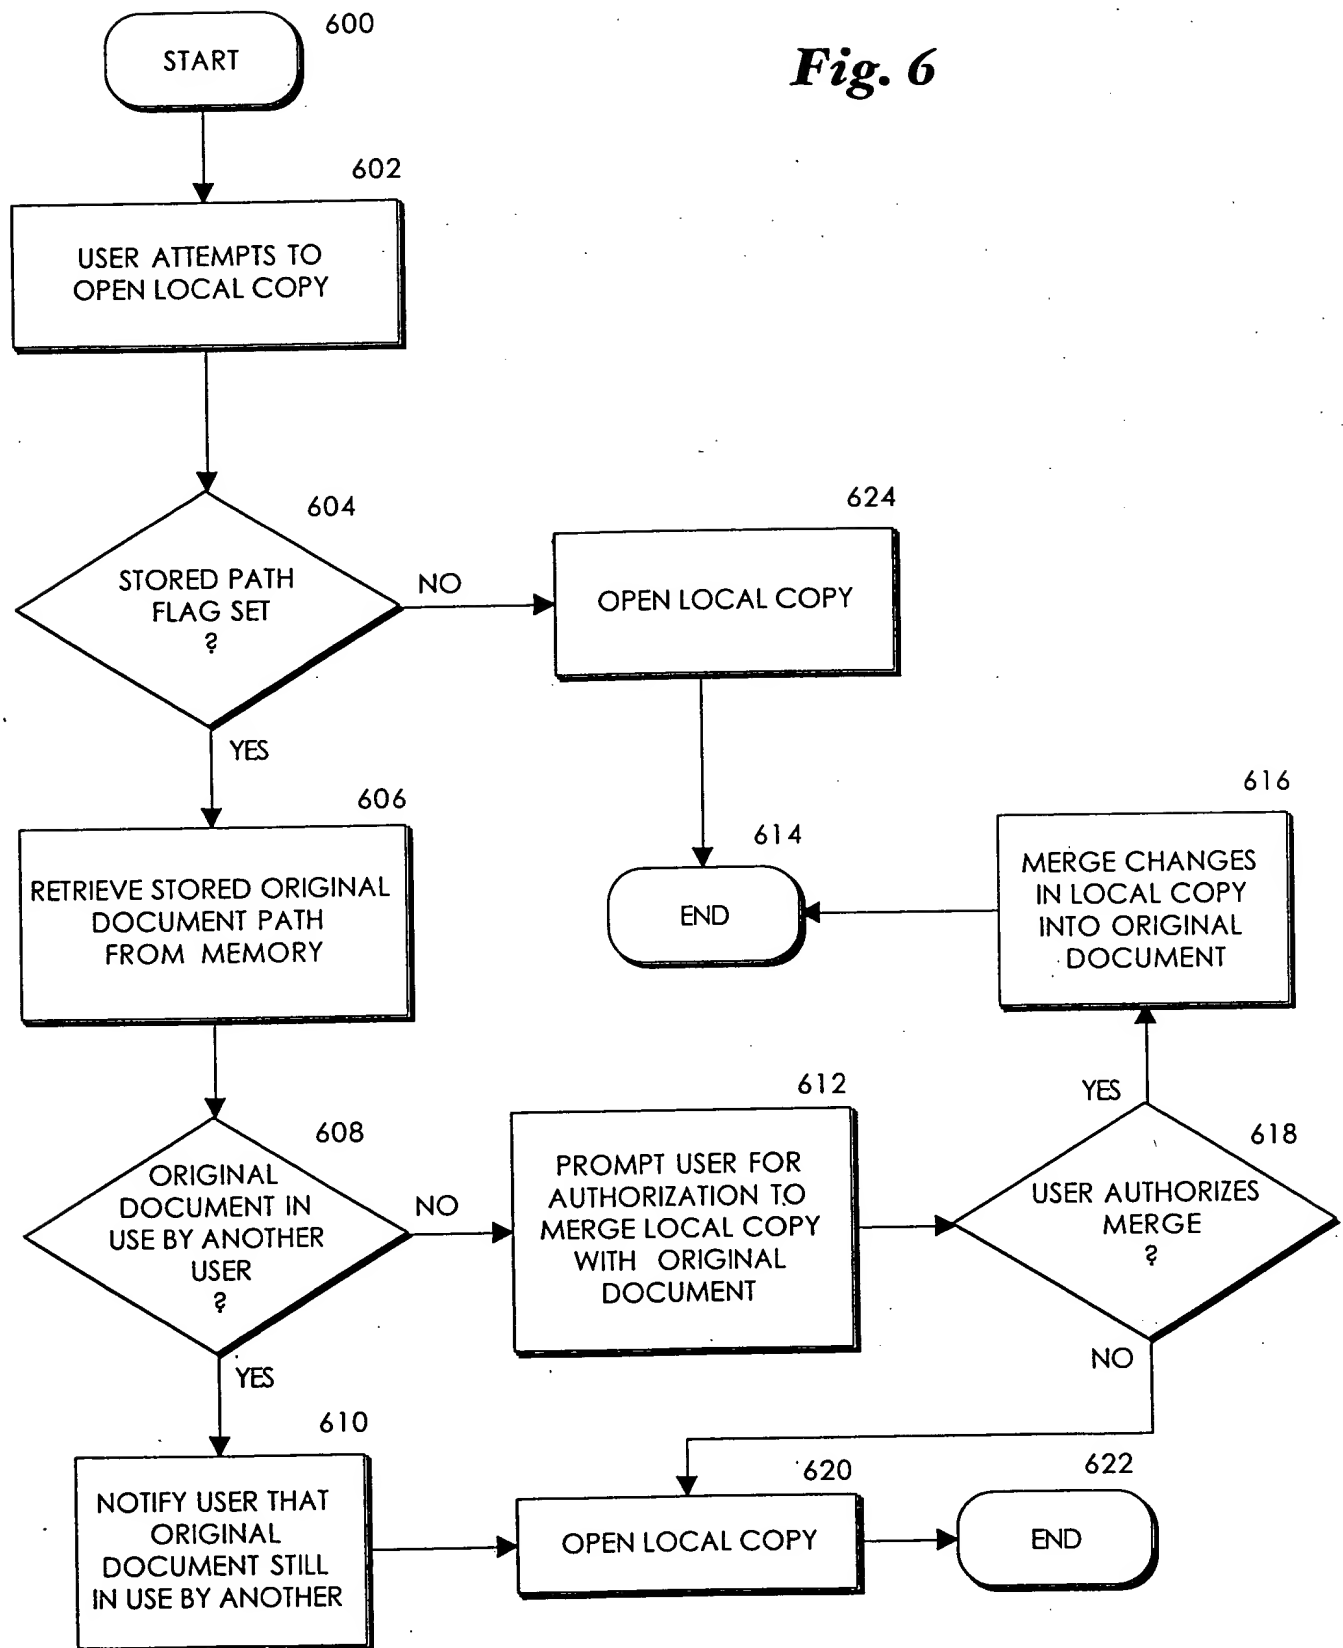 600
START
Fig. 6
602
USER ATTEMPTS TO
OPEN LOCAL COPY
604
STORED PATH
FLAG SET
?
NO
624
OPEN LOCAL COPY
YES
606
RETRIEVE STORED ORIGINAL
DOCUMENT PATH
FROM MEMORY
614
END
616
MERGE CHANGES
IN LOCAL COPY
INTO ORIGINAL
DOCUMENT
608
ORIGINAL
DOCUMENT IN
USE BY ANOTHER
USER
?
NO
612
PROMPT USER FOR
AUTHORIZATION TO
MERGE LOCAL COPY
WITH ORIGINAL
DOCUMENT
YES
618
USER AUTHORIZES
MERGE
?
NO
YES
610
NOTIFY USER THAT
ORIGINAL
DOCUMENT STILL
IN USE BY ANOTHER
620
OPEN LOCAL COPY
622
END